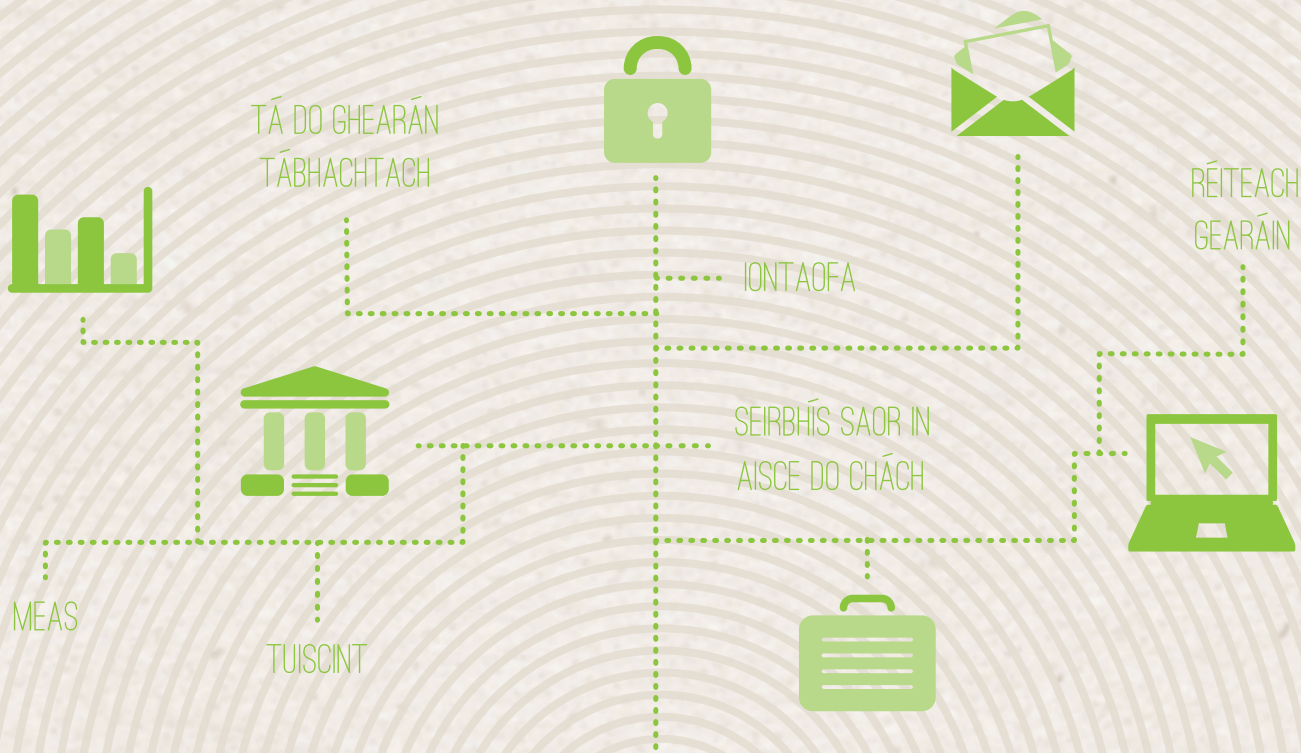 TÁ DO GHEARÁN
TÁBHACHTACH
RÉITEACH
GEARÁIN
IONTAOFA
SEIRBHÍS SAOR IN
AISCE DO CHÁCH
MEAS
TUISCINT